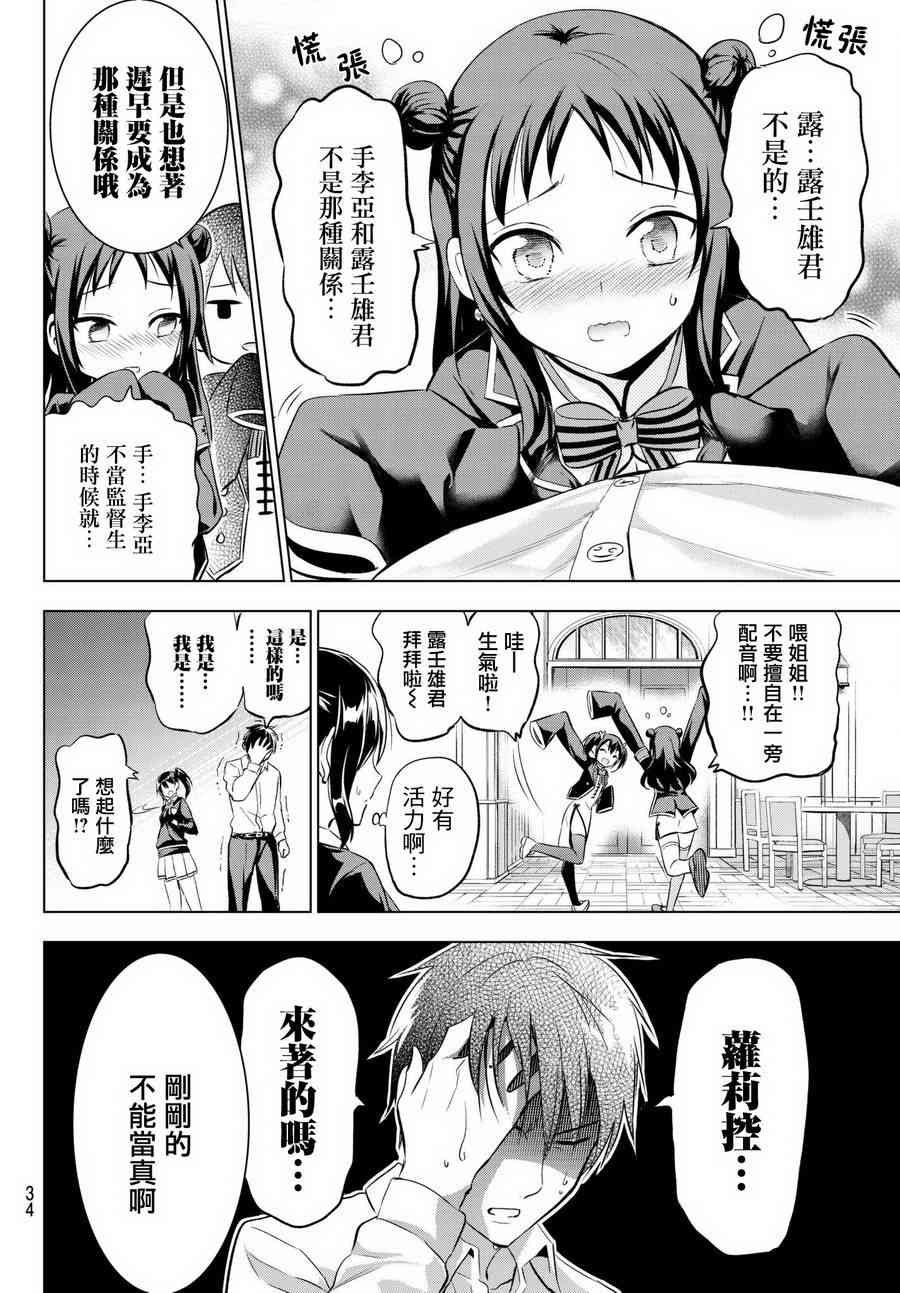 慌
張
露…露壬雄君
不是的…
慌
張
手李亞和露壬雄君
不是那種關係…
但是也想著
遲早要成為
那種關係哦
手…手李亞
不當監督生
的時候就…
喂姐姐!!
不要擅自在一旁
配音啊…!!
哇—
生氣啦!
露壬雄君
拜拜啦～
好有
活力啊…
是…
這樣的嗎
……
我是…
我是……
想起什麼
了嗎!?
蘿莉控…
來著的嗎…
剛剛的
不能當真啊
34